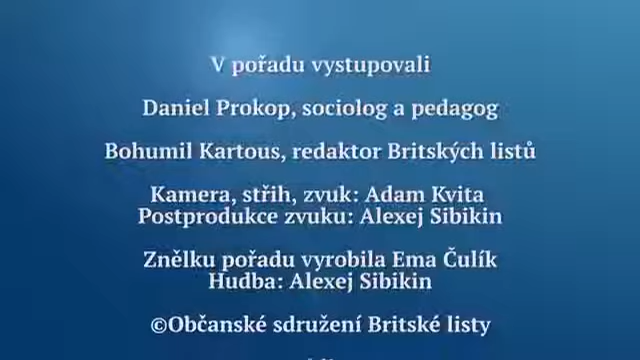 V pořadu vystupovali
Daniel Prokop, sociolog a pedagog
Bohumil Kartous, redaktor Britských listů
Kamera, střih, zvuk: Adam Kvita
Postprodukce zvuku: Alexej Sibikin
Znělku pořadu vyrobila Ema Čulík
Hudba: Alexej Sibikin
©Občanské sdružení Britské listy